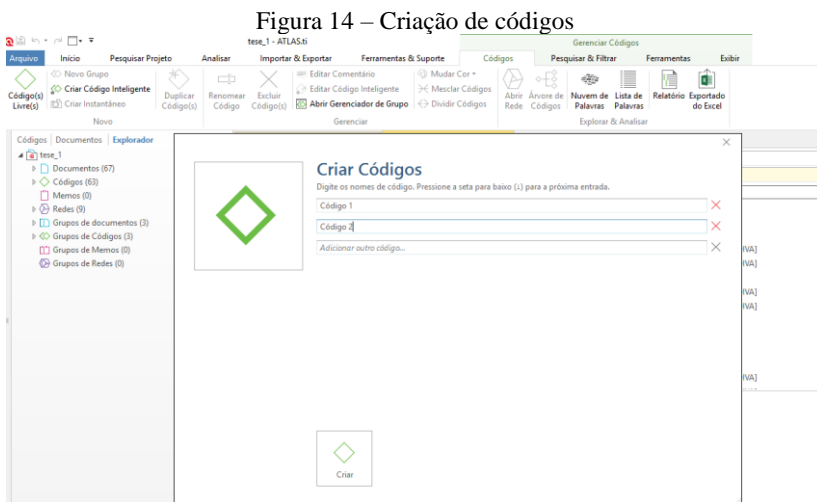 Figura 14 – Criação de códigos
tese_1 - ATLAS.ti
Gerenciar Códigos
Arquivo Início Pesquisar Projeto Analisar Importar & Exportar Ferramentas & Suporte Códigos Pesquisar & Filtrar Ferramentas Exibir
Código(s) Livre(s)
Novo Grupo
Criar Código Inteligente
Criar Instantâneo
Duplicar Código(s)
Novo
Renomear Código
Excluir Código(s)
Editar Comentário
Editar Código Inteligente
Abrir Gerenciador de Grupo
Mudar Cor
Mesclar Códigos
Dividir Códigos
Gerenciar
Abrir Rede
Árvore de Códigos
Nuvem de Palavras
Lista de Palavras
Relatório
Exportado do Excel
Explorar & Analisar
Códigos Documentos Explorador
tese_1
Documentos (67)
Códigos (63)
Memos (0)
Redes (9)
Grupos de documentos (3)
Grupos de Códigos (3)
Grupos de Memos (0)
Grupos de Redes (0)
Criar Códigos
Digite os nomes de código. Pressione a seta para baixo (↓) para a próxima entrada.
Código 1
Código 2
Adicionar outro código...
Criar
IVA]
IVA]
IVA]
IVA]
IVA]